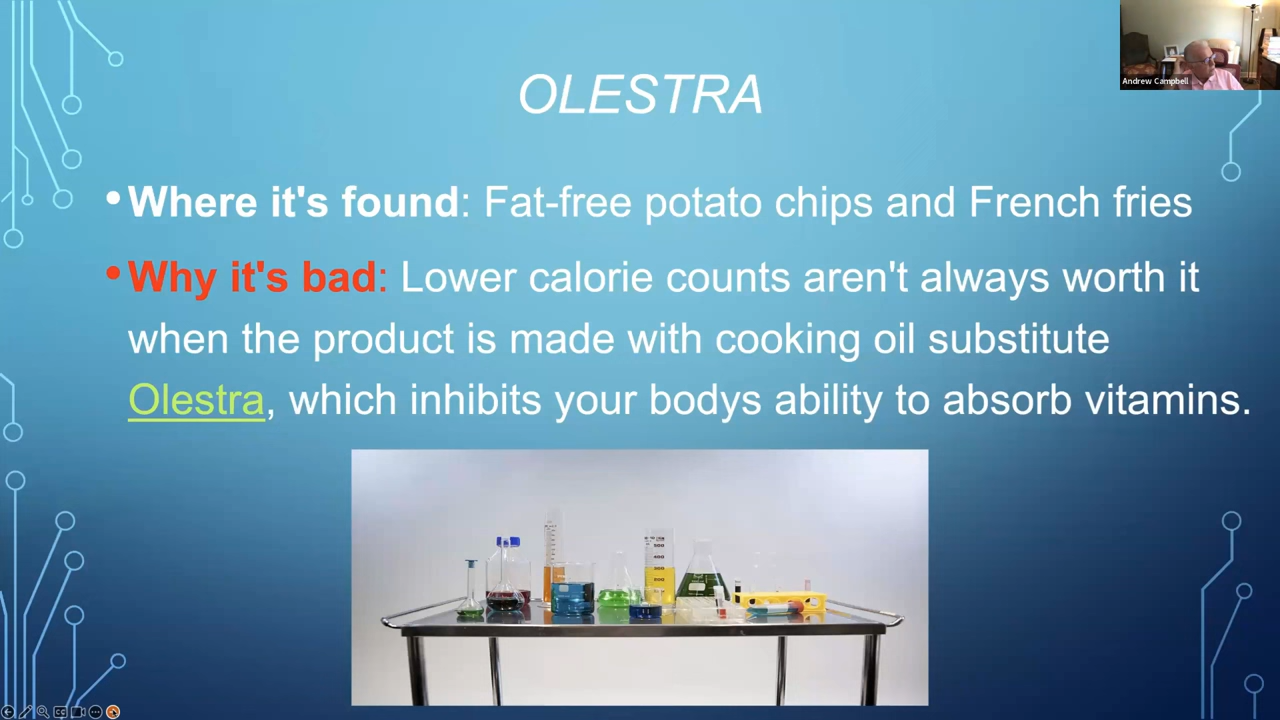 OLESTRA
Andrew Campbell
•Where it's found: Fat-free potato chips and French fries
•Why it's bad: Lower calorie counts aren't always worth it
when the product is made with cooking oil substitute
Olestra, which inhibits your bodys ability to absorb vitamins.